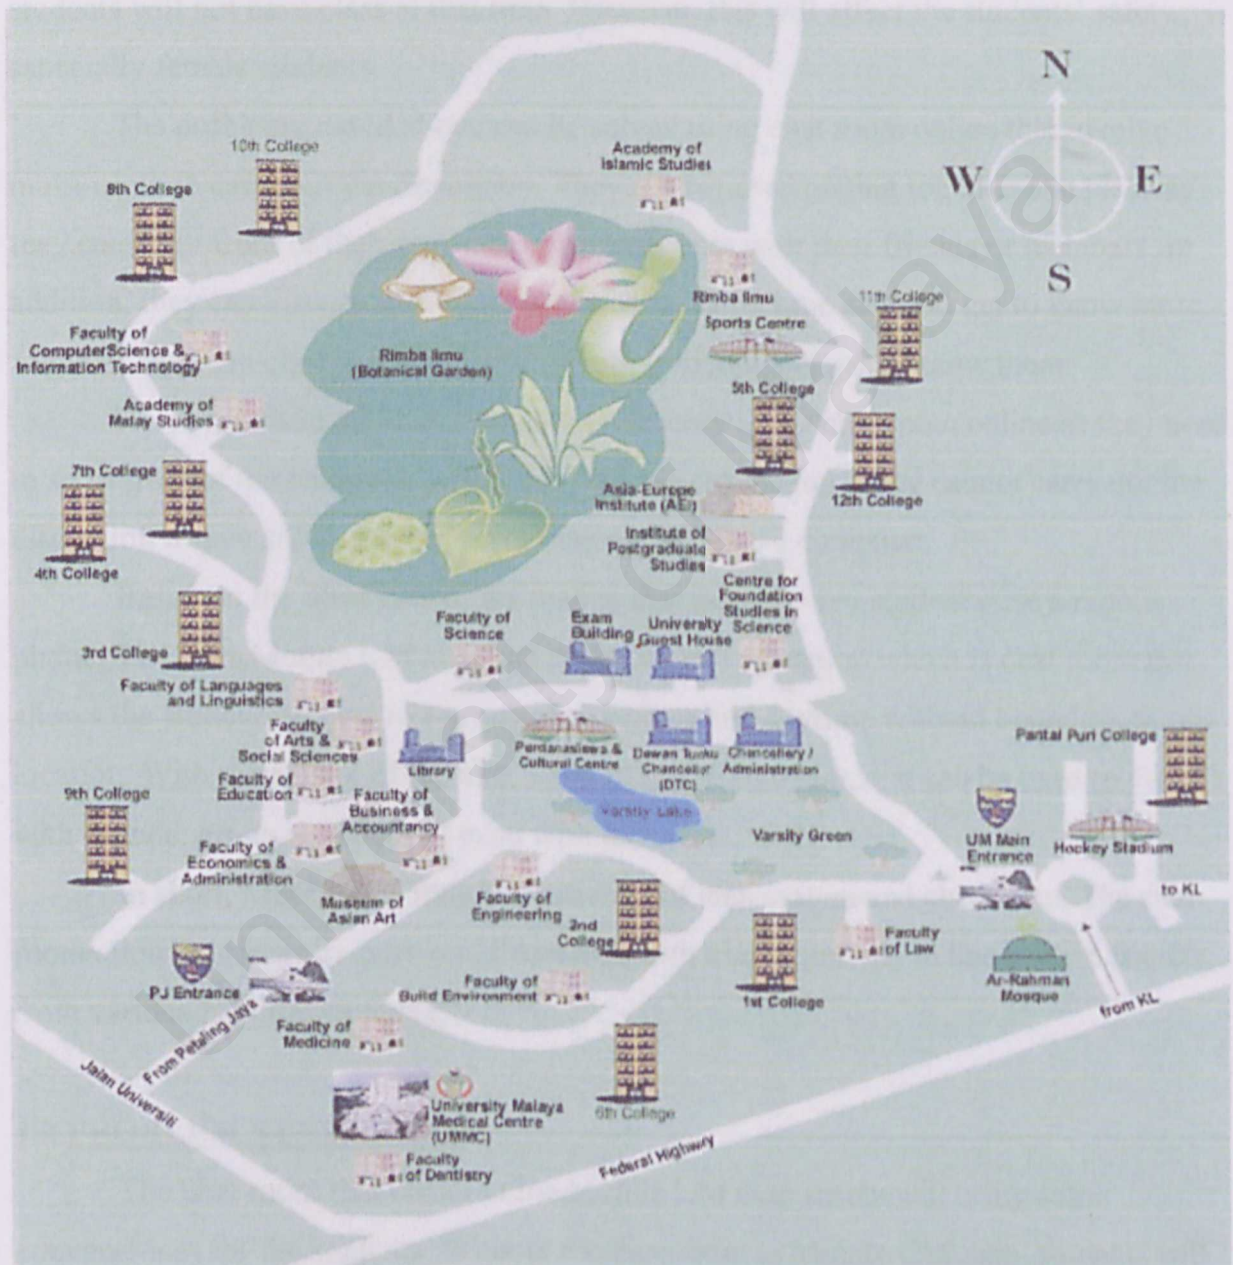 N
W E
S
10th College
Academy of
Islamic Studies
8th College
Rimba Ilmu
11th College
Sports Centre
Faculty of
ComputerScience &
Information Technology
Rimba Ilmu
(Botanical Garden)
5th College
Academy of
Malay Studies
7th College
Asia-Europe
Institute (AEI)
12th College
Institute of
Postgraduate
Studies
4th College
Centre for
Foundation
Studies in
Science
Faculty of
Science
Exam
Building
University
Guest House
3rd College
Faculty of Languages
and Linguistics
Faculty
of Arts &
Social Sciences
Library
Perdanasiswa &
Cultural Centre
Dewan Tunku
Chancellor
(DTC)
Chancellery /
Administration
Pantai Puri College
Faculty of
Education
9th College
Faculty of
Business &
Accountancy
Varsity Lake
Varsity Green
UM Main
Entrance
Hockey Stadium
Faculty of
Economics &
Administration
to KL
Museum of
Asian Art
Faculty of
Engineering
2nd
College
Faculty
of Law
PJ Entrance
Faculty of
Build Environment
1st College
Ar-Rahman
Mosque
from KL
From Petaling Jaya
Faculty of
Medicine
Jalan Universiti
University Malaya
Medical Centre
(UMMC)
6th College
Faculty
of Dentistry
Federal Highwry
University of Malaya